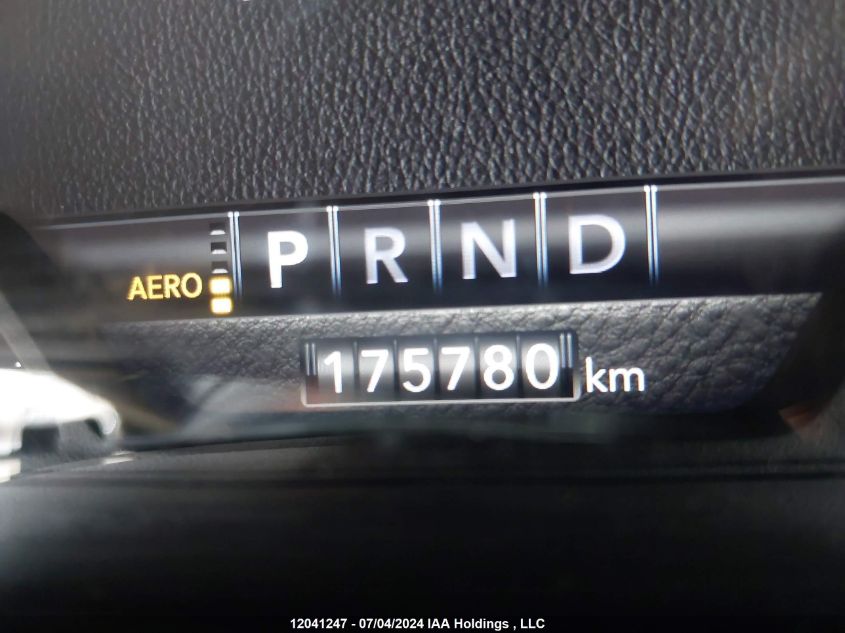 P R N D
AERO
175780 km
12041247 - 07/04/2024 IAA Holdings , LLC